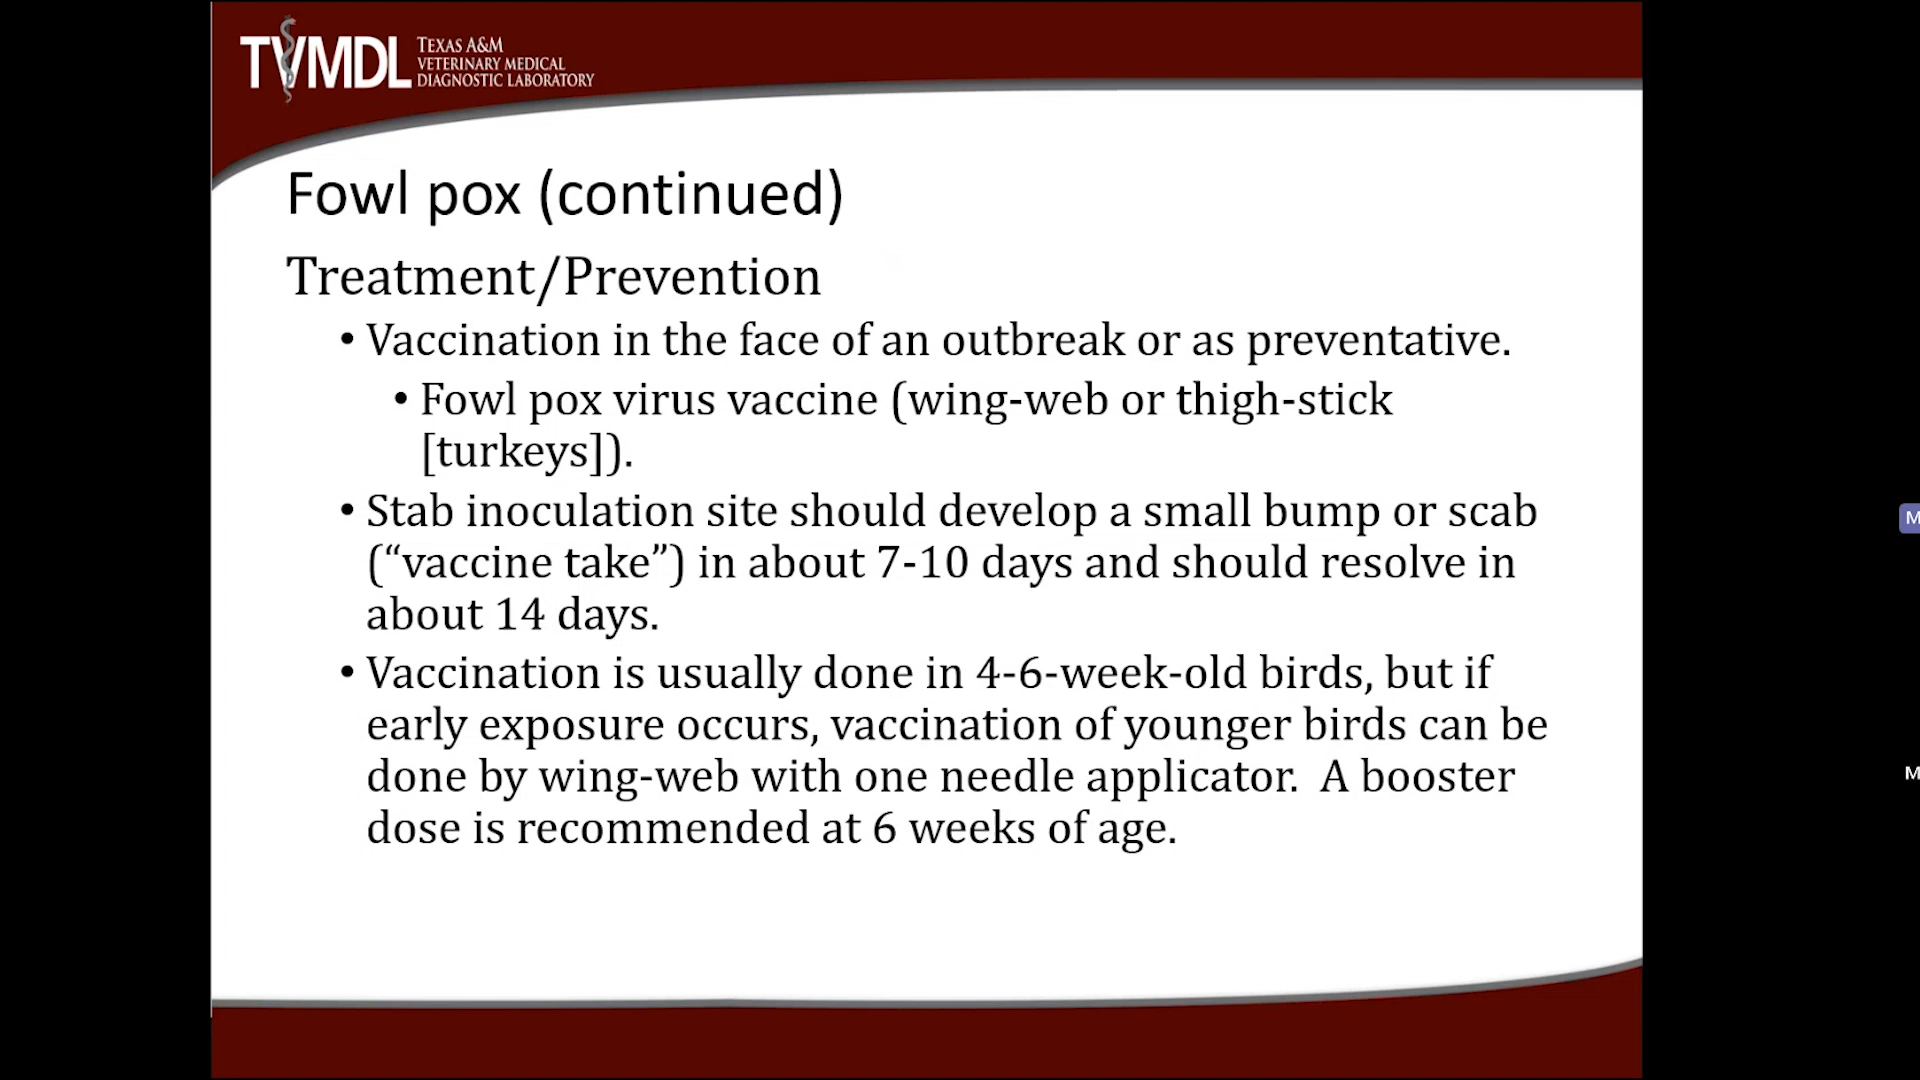 TVMDL
TEXAS A&M
VETERINARY MEDICAL
DIAGNOSTIC LABORATORY
Fowl pox (continued)
Treatment/Prevention
• Vaccination in the face of an outbreak or as preventative.
• Fowl pox virus vaccine (wing-web or thigh-stick
[turkeys]).
• Stab inoculation site should develop a small bump or scab
(“vaccine take”) in about 7-10 days and should resolve in
about 14 days.
• Vaccination is usually done in 4-6-week-old birds, but if
early exposure occurs, vaccination of younger birds can be
done by wing-web with one needle applicator.  A booster
dose is recommended at 6 weeks of age.
M
M